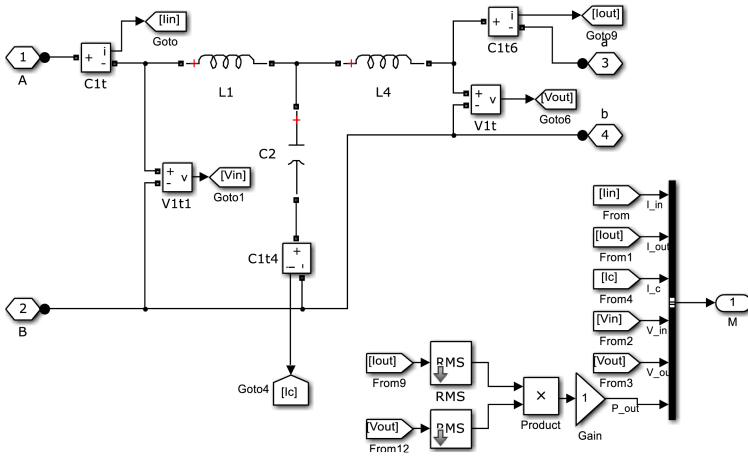 [Iin]
Goto
1
A
+
-
i
C1t
L1
L4
+
-
i
C1t6
[Iout]
Goto9
a
3
+
-
v
V1t
[Vout]
Goto6
b
4
C2
+
-
v
V1t1
[Vin]
Goto1
C1t4
+
-
i
2
B
Goto4
[Ic]
[Iin]
From
I_in
[Iout]
From1
I_out
[Ic]
From4
I_c
[Vin]
From2
V_in
[Vout]
From3
V_ou
1
M
[Iout]
From9
RMS
RMS
[Vout]
From12
RMS
×
Product
1
Gain
P_out